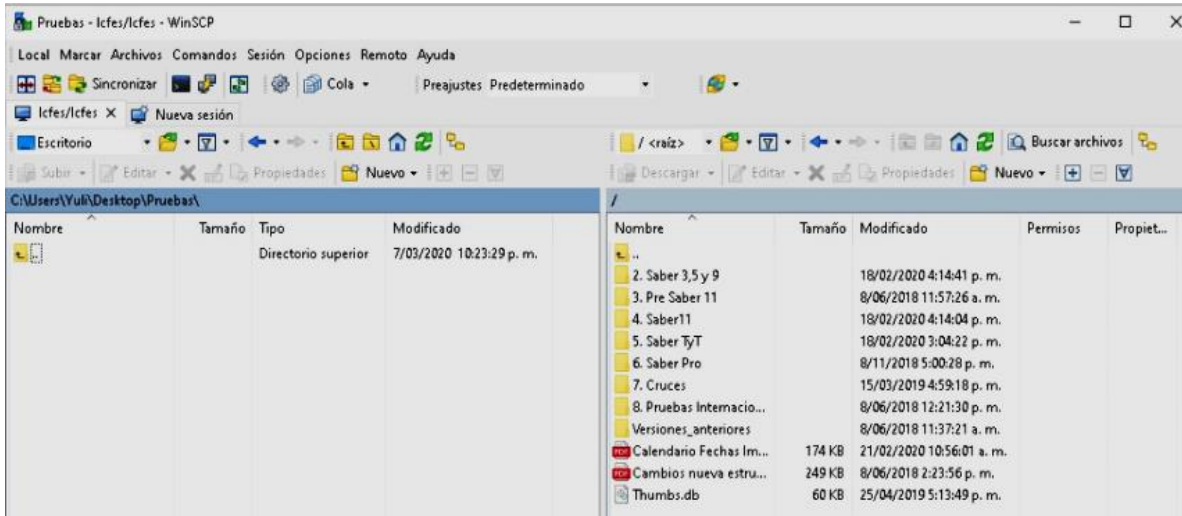 Pruebas - Icfes/Icfes - WinSCP
Local Marcar Archivos Comandos Sesión Opciones Remoto Ayuda
Sincronizar Cola Preajustes Predeterminado
Icfes/Icfes X Nueva sesión
Escritorio
/ <raíz> Buscar archivos
Subir Editar Propiedades Nuevo
Descargar Editar Propiedades Nuevo
C:\Users\Yuli\Desktop\Pruebas\
Nombre Tamaño Tipo Modificado
.. Directorio superior 7/03/2020 10:23:29 p. m.
/
Nombre Tamaño Modificado Permisos Propiet...
..
2. Saber 3,5 y 9 18/02/2020 4:14:41 p. m.
3. Pre Saber 11 8/06/2018 11:57:26 a. m.
4. Saber11 18/02/2020 4:14:04 p. m.
5. Saber TyT 18/02/2020 3:04:22 p. m.
6. Saber Pro 8/11/2018 5:00:28 p. m.
7. Cruces 15/03/2019 4:59:18 p. m.
8. Pruebas Internacio... 8/06/2018 12:21:30 p. m.
Versiones_anteriores 8/06/2018 11:37:21 a. m.
Calendario Fechas Im... 174 KB 21/02/2020 10:56:01 a. m.
Cambios nueva estru... 249 KB 8/06/2018 2:23:56 p. m.
Thumbs.db 60 KB 25/04/2019 5:13:49 p. m.